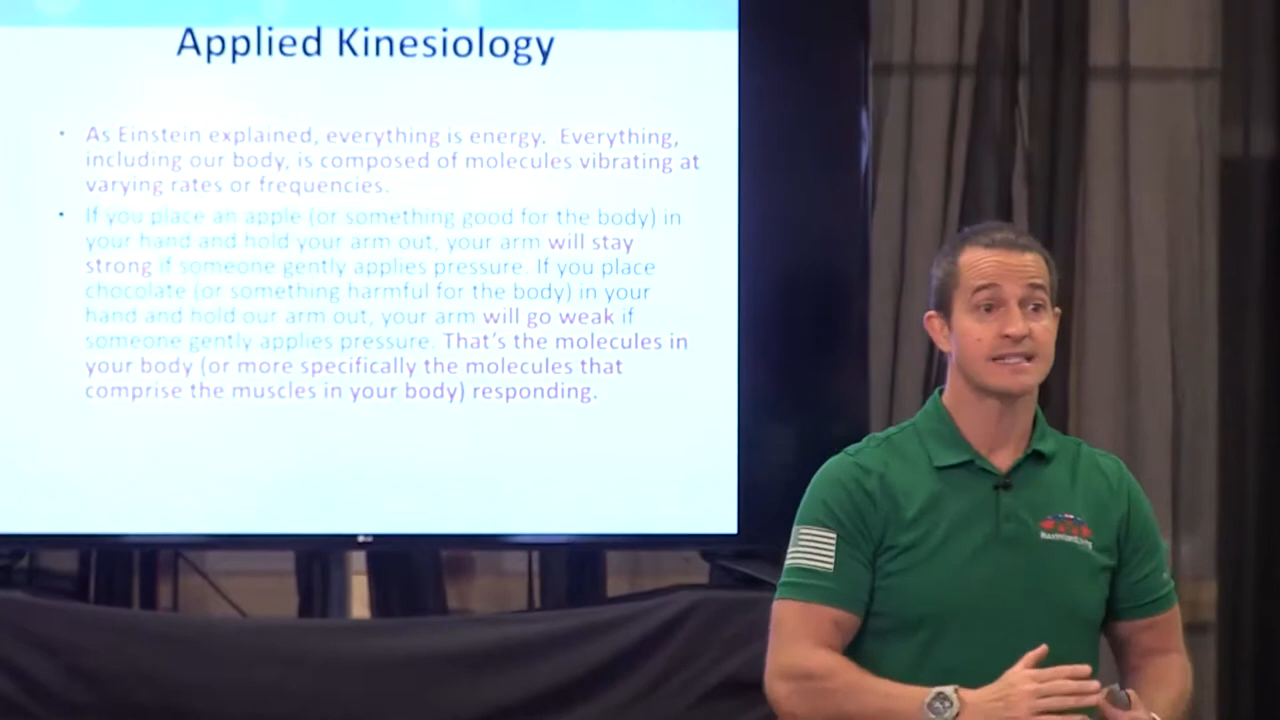 Applied Kinesiology
• As Einstein explained, everything is energy.  Everything,
including our body, is composed of molecules vibrating at
varying rates or frequencies.
• If you place an apple (or something good for the body) in
your hand and hold your arm out, your arm will stay
strong if someone gently applies pressure. If you place
chocolate (or something harmful for the body) in your
hand and hold our arm out, your arm will go weak if
someone gently applies pressure. That's the molecules in
your body (or more specifically the molecules that
comprise the muscles in your body) responding.
LG